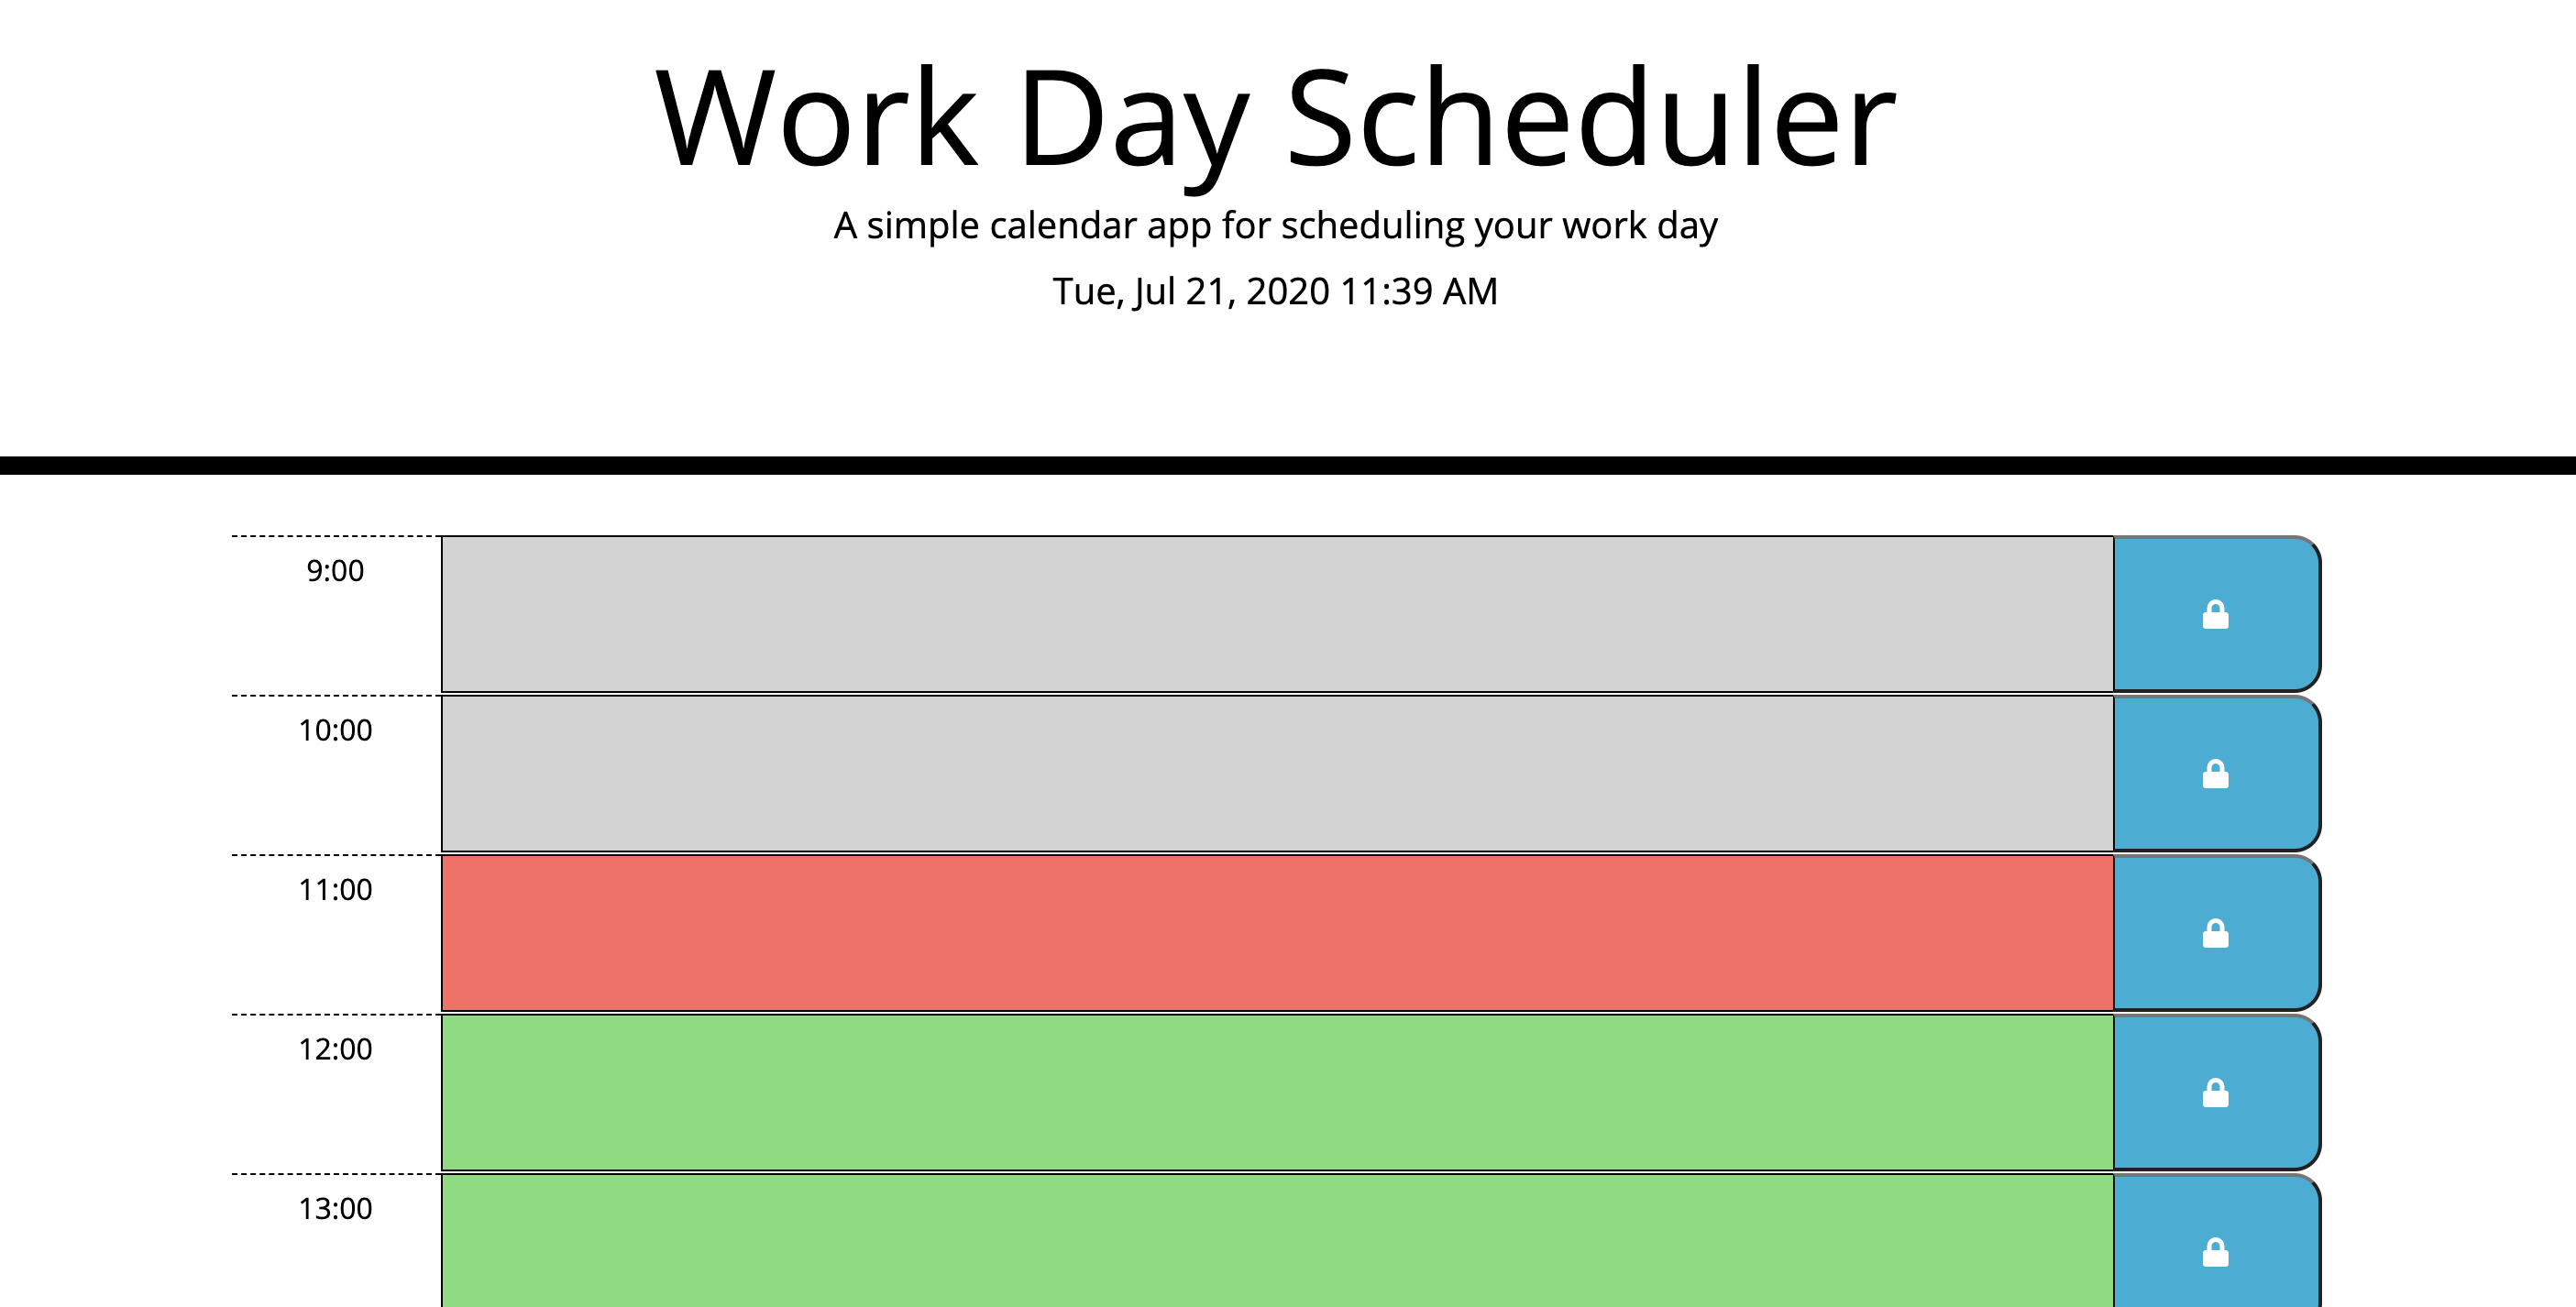 Work Day Scheduler
A simple calendar app for scheduling your work day
Tue, Jul 21, 2020 11:39 AM
9:00
10:00
11:00
12:00
13:00